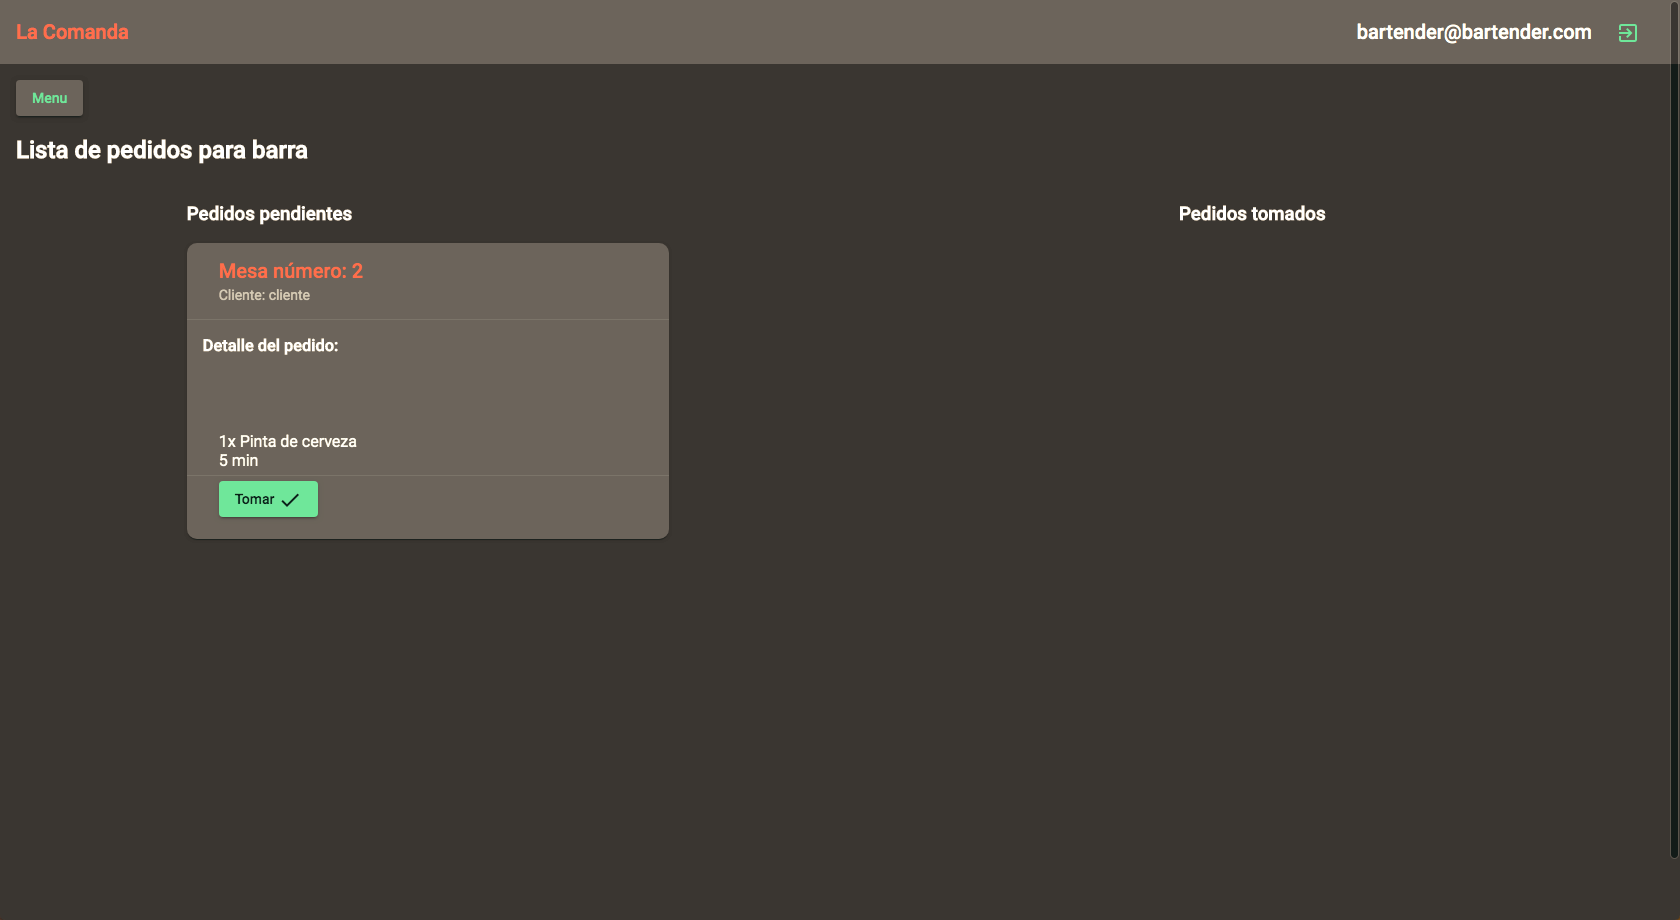 La Comanda
bartender@bartender.com
Menu
Lista de pedidos para barra
Pedidos pendientes
Mesa número: 2
Cliente: cliente
Detalle del pedido:
1x Pinta de cerveza
5 min
Tomar
Pedidos tomados